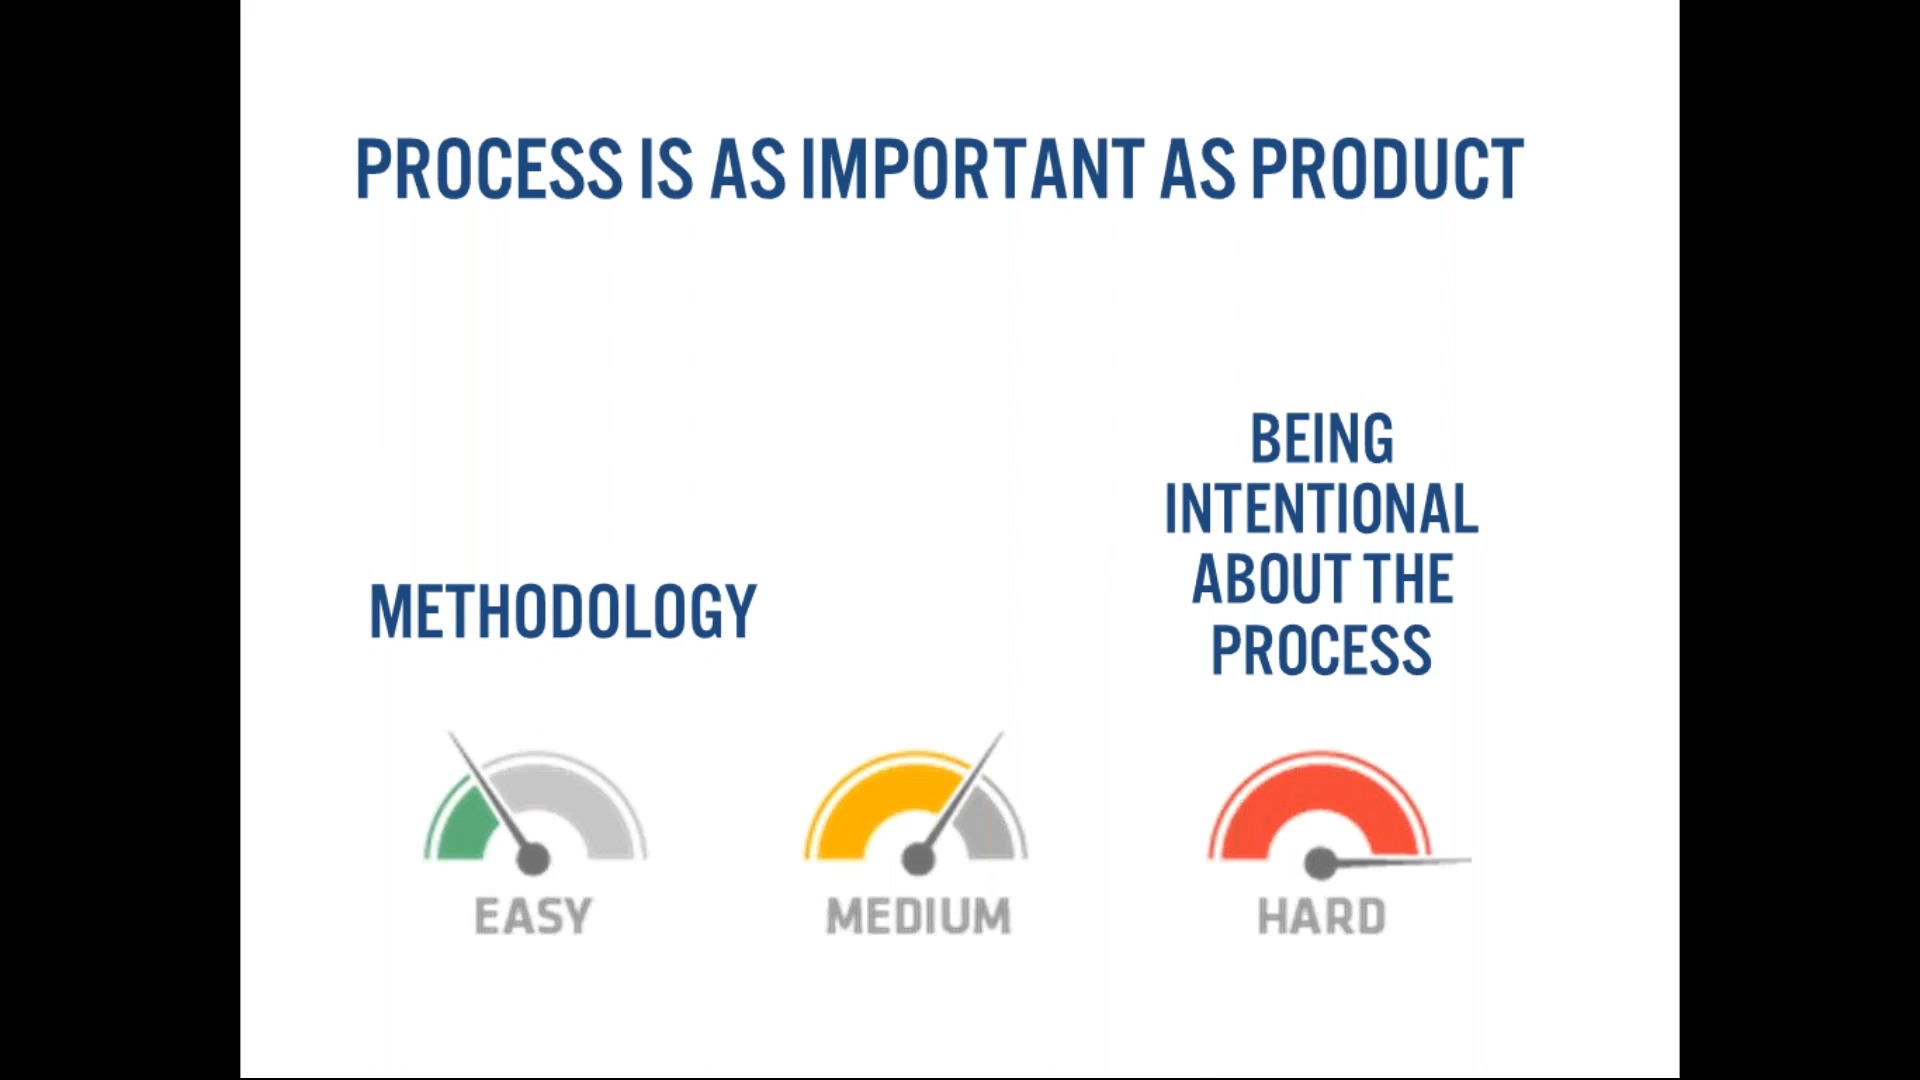 PROCESS IS AS IMPORTANT AS PRODUCT
METHODOLOGY
BEING
INTENTIONAL
ABOUT THE
PROCESS
EASY
MEDIUM
HARD